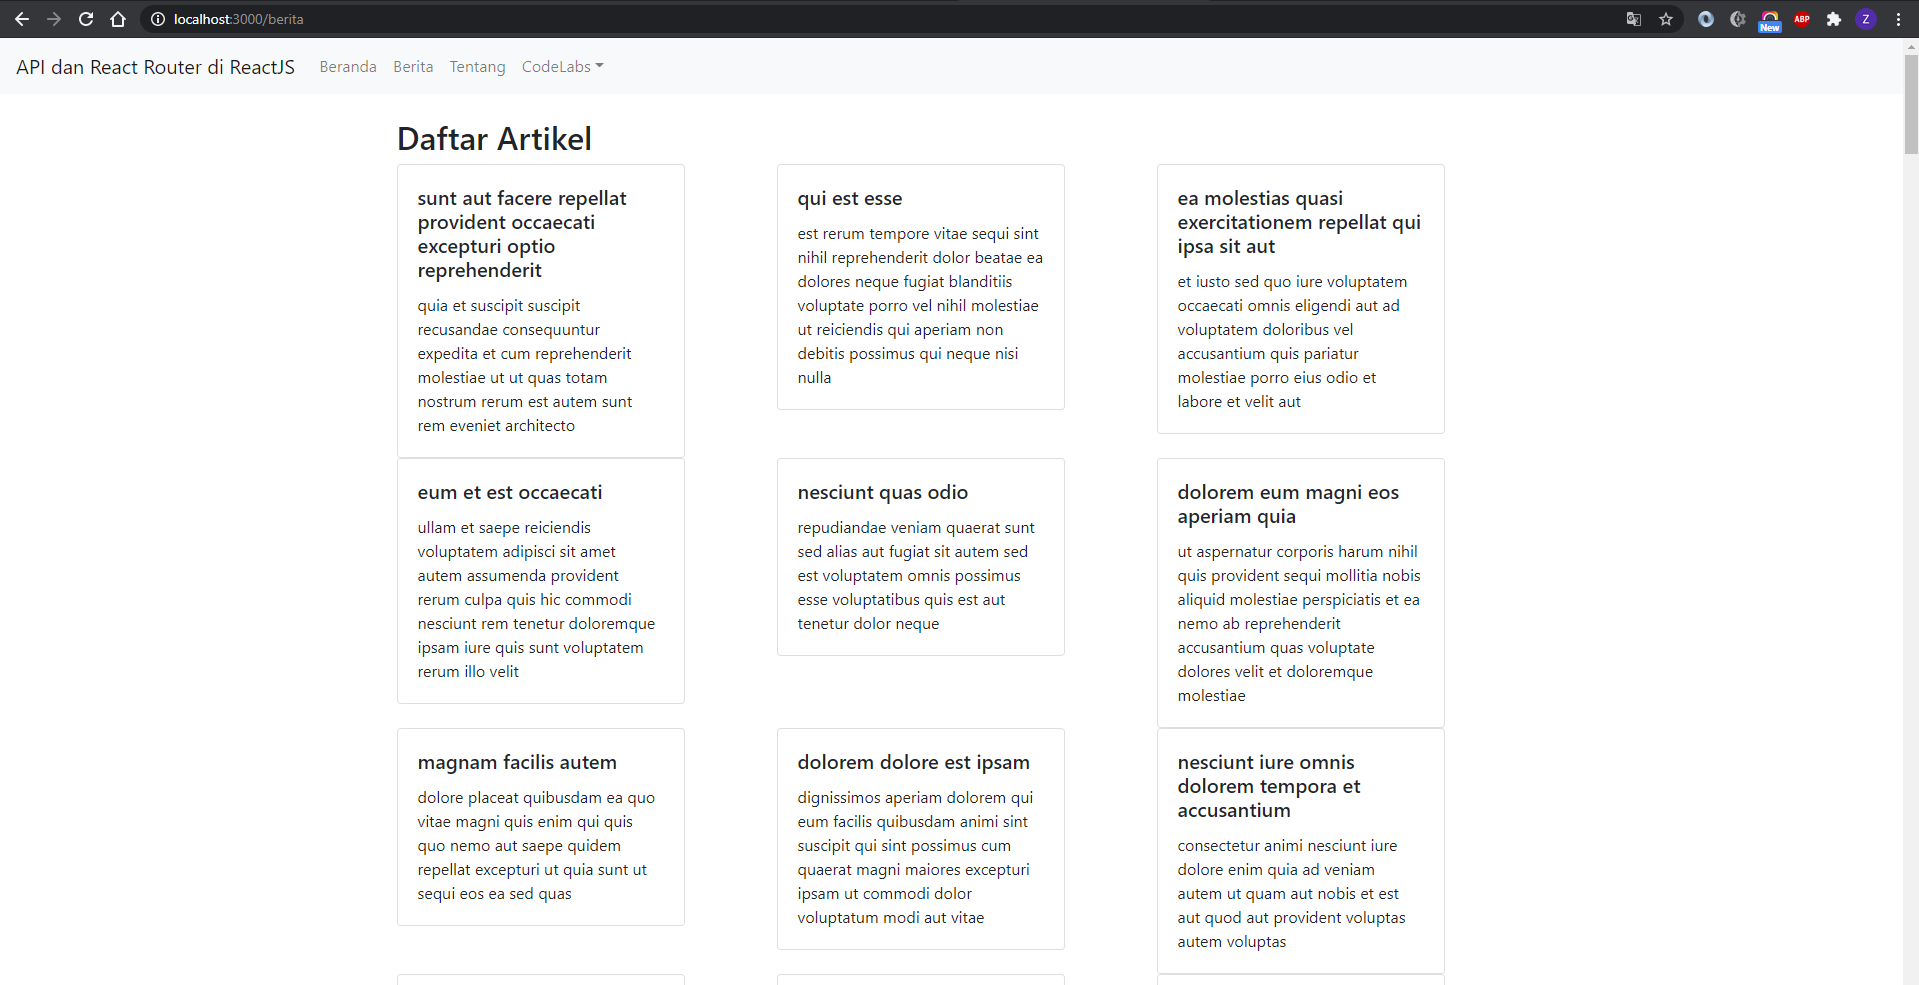 localhost:3000/berita
New
ABP
Z
API dan React Router di ReactJS
Beranda
Berita
Tentang
CodeLabs
Daftar Artikel
sunt aut facere repellat
provident occaecati
excepturi optio
reprehenderit
quia et suscipit suscipit
recusandae consequuntur
expedita et cum reprehenderit
molestiae ut ut quas totam
nostrum rerum est autem sunt
rem eveniet architecto
qui est esse
est rerum tempore vitae sequi sint
nihil reprehenderit dolor beatae ea
dolores neque fugiat blanditiis
voluptate porro vel nihil molestiae
ut reiciendis qui aperiam non
debitis possimus qui neque nisi
nulla
ea molestias quasi
exercitationem repellat qui
ipsa sit aut
et iusto sed quo iure voluptatem
occaecati omnis eligendi aut ad
voluptatem doloribus vel
accusantium quis pariatur
molestiae porro eius odio et
labore et velit aut
eum et est occaecati
ullam et saepe reiciendis
voluptatem adipisci sit amet
autem assumenda provident
rerum culpa quis hic commodi
nesciunt rem tenetur doloremque
ipsam iure quis sunt voluptatem
rerum illo velit
nesciunt quas odio
repudiandae veniam quaerat sunt
sed alias aut fugiat sit autem sed
est voluptatem omnis possimus
esse voluptatibus quis est aut
tenetur dolor neque
dolorem eum magni eos
aperiam quia
ut aspernatur corporis harum nihil
quis provident sequi mollitia nobis
aliquid molestiae perspiciatis et ea
nemo ab reprehenderit
accusantium quas voluptate
dolores velit et doloremque
molestiae
magnam facilis autem
dolore placeat quibusdam ea quo
vitae magni quis enim qui quis
quo nemo aut saepe quidem
repellat excepturi ut quia sunt ut
sequi eos ea sed quas
dolorem dolore est ipsam
dignissimos aperiam dolorem qui
eum facilis quibusdam animi sint
suscipit qui sint possimus cum
quaerat magni maiores excepturi
ipsam ut commodi dolor
voluptatum modi aut vitae
nesciunt iure omnis
dolorem tempora et
accusantium
consectetur animi nesciunt iure
dolore enim quia ad veniam
autem ut quam aut nobis et est
aut quod aut provident voluptas
autem voluptas